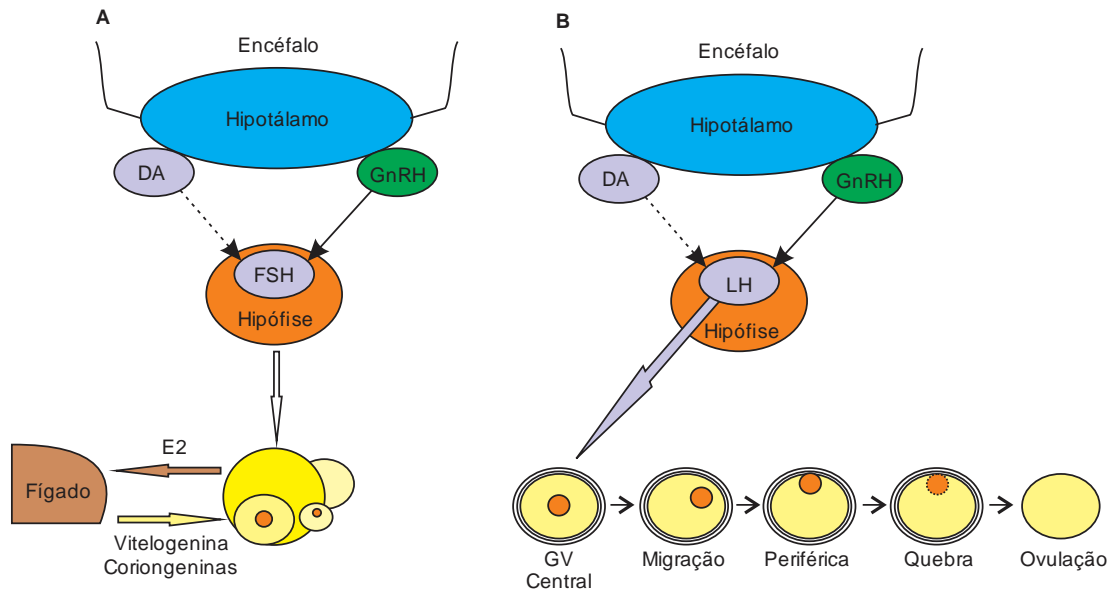 A
Encéfalo
Hipotálamo
DA
GnRH
FSH
Hipófise
E2
Fígado
Vitelogenina
Coriongeninas
B
Encéfalo
Hipotálamo
DA
GnRH
LH
Hipófise
GV
Central
Migração
Periférica
Quebra
Ovulação